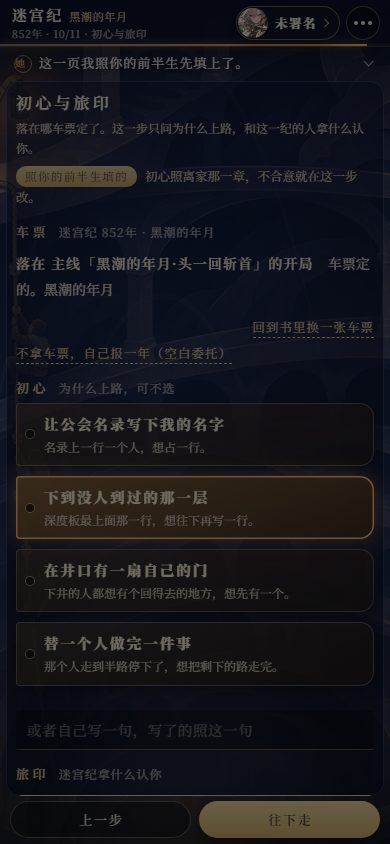 迷宫纪 黑潮的年月
852年 · 10/11 · 初心与旅印
未署名
她 这一页我照你的前半生先填上了。
初心与旅印
落在哪车票定了。这一步只问为什么上路，和这一纪的人拿什么认
你。
照你的前半生填的 初心照离家那一章，不合意就在这一步
改。
车票 迷宫纪 852年 · 黑潮的年月
落在 主线「黑潮的年月·头一回斩首」的开局 车票定
的。黑潮的年月
回到书里换一张车票
不拿车票，自己报一年（空白委托）
初心 为什么上路，可不选
让公会名录写下我的名字
名录上一行一个人，想占一行。
下到没人到过的那一层
深度板最上面那一行，想往下再写一行。
在井口有一扇自己的门
下井的人都想有个回得去的地方，想先有一个。
替一个人做完一件事
那个人走到半路停下了，想把剩下的路走完。
或者自己写一句，写了的照这一句
旅印 迷宫纪拿什么认你
上一步
往下走